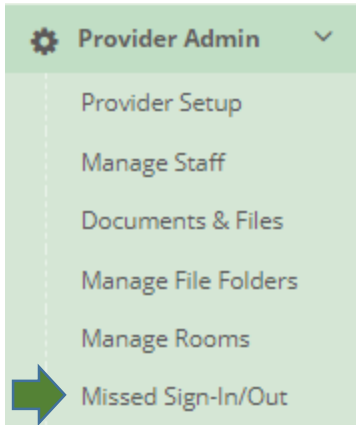 Provider Admin
Provider Setup
Manage Staff
Documents & Files
Manage File Folders
Manage Rooms
Missed Sign-In/Out